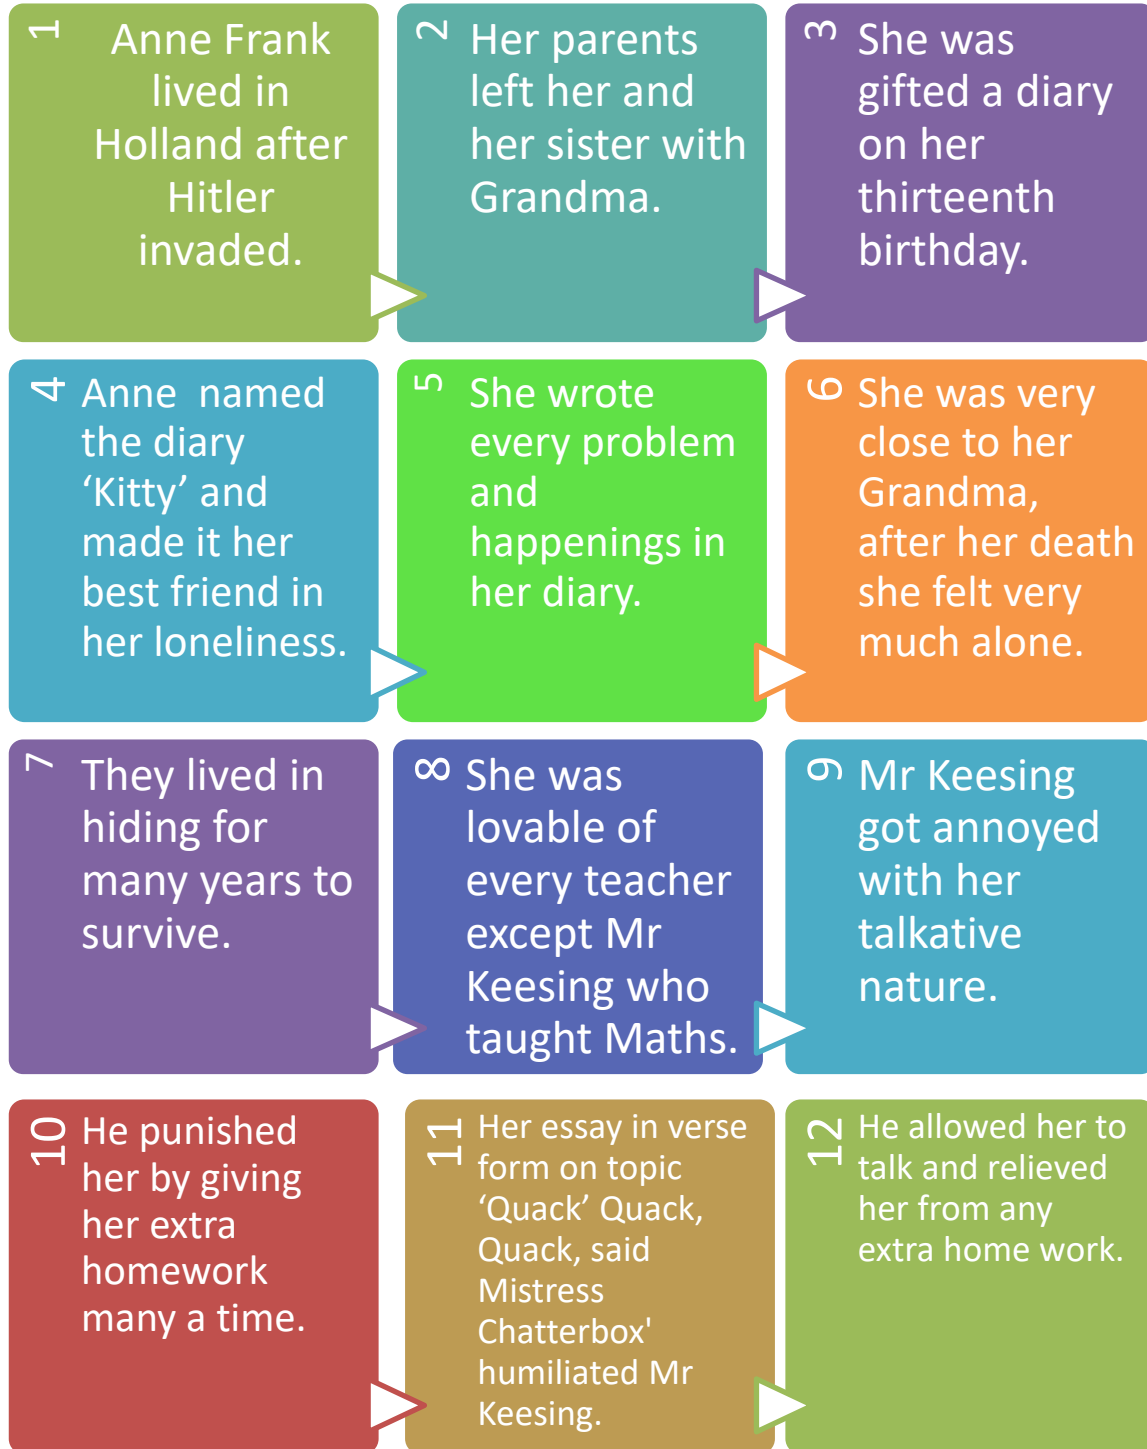 1
Anne Frank
lived in
Holland after
Hitler
invaded.
2
Her parents
left her and
her sister with
Grandma.
3
She was
gifted a diary
on her
thirteenth
birthday.
4
Anne  named
the diary
‘Kitty’ and
made it her
best friend in
her loneliness.
5
She wrote
every problem
and
happenings in
her diary.
6
She was very
close to her
Grandma,
after her death
she felt very
much alone.
7
They lived in
hiding for
many years to
survive.
8
She was
lovable of
every teacher
except Mr
Keesing who
taught Maths.
9
Mr Keesing
got annoyed
with her
talkative
nature.
10
He punished
her by giving
her extra
homework
many a time.
11
Her essay in verse
form on topic
‘Quack’ Quack,
Quack, said
Mistress
Chatterbox'
humiliated Mr
Keesing.
12
He allowed her to
talk and relieved
her from any
extra home work.